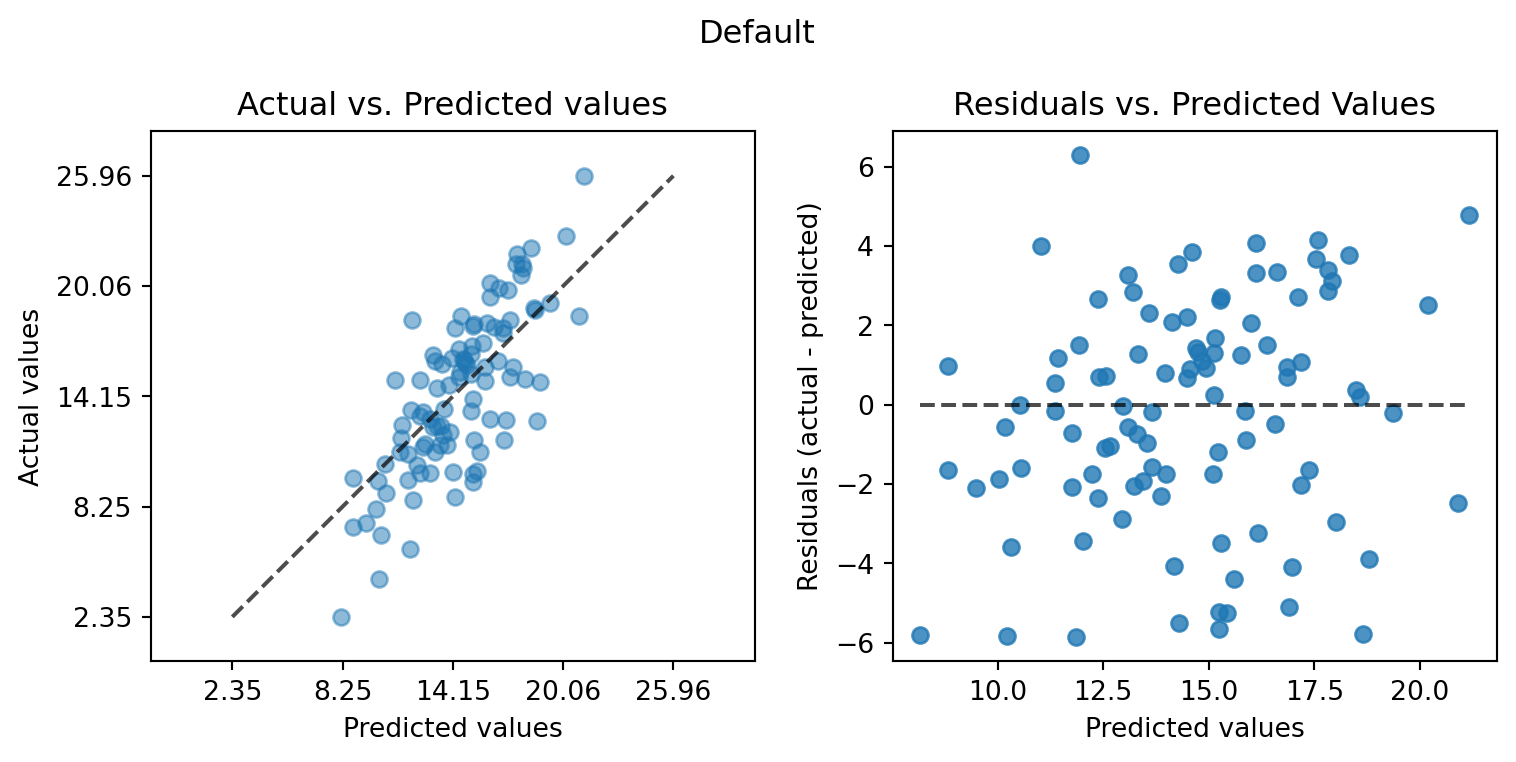 Default
Actual vs. Predicted values
Actual values
25.96
20.06
14.15
8.25
2.35
2.35 8.25 14.15 20.06 25.96
Predicted values
Residuals vs. Predicted Values
Residuals (actual - predicted)
6
4
2
0
−2
−4
−6
10.0 12.5 15.0 17.5 20.0
Predicted values